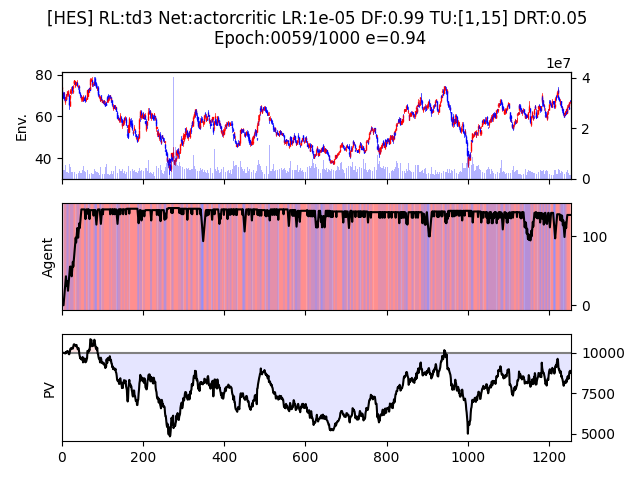 [HES] RL:td3 Net:actorcritic LR:1e-05 DF:0.99 TU:[1,15] DRT:0.05
Epoch:0059/1000 e=0.94
1e7
80
60
40
Env.
4
2
0
Agent
100
0
PV
10000
7500
5000
0 200 400 600 800 1000 1200